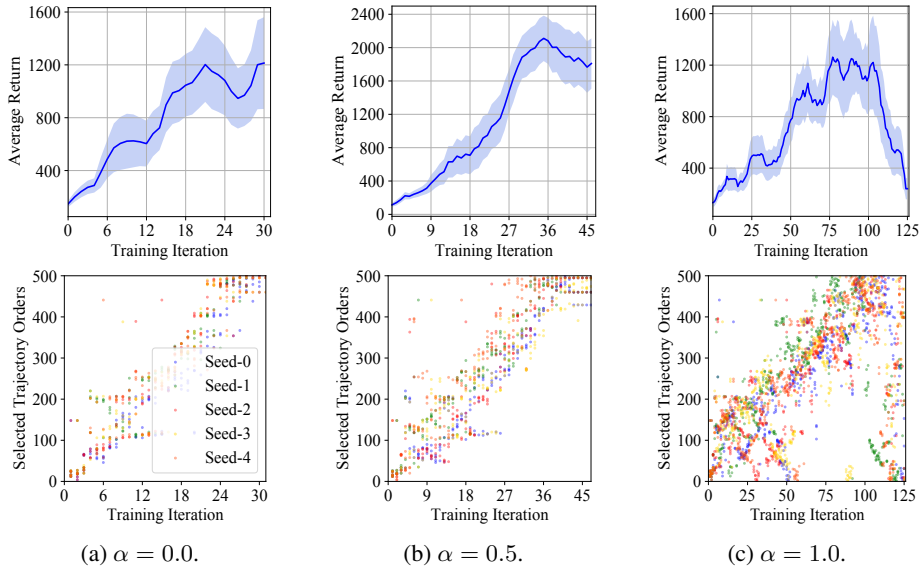 1600
1200
800
400
0 6 12 18 24 30
Training Iteration
Average Return
2400
2000
1600
1200
800
400
0
0 9 18 27 36 45
Training Iteration
Average Return
1600
1200
800
400
0 25 50 75 100 125
Training Iteration
Average Return
500
400
300
200
100
0
0 6 12 18 24 30
Training Iteration
Selected Trajectory Orders
Seed-0
Seed-1
Seed-2
Seed-3
Seed-4
500
400
300
200
100
0
9 18 27 36 45
Training Iteration
Selected Trajectory Orders
500
400
300
200
100
0
0 25 50 75 100 125
Training Iteration
Selected Trajectory Orders
(a) α = 0.0.
(b) α = 0.5.
(c) α = 1.0.